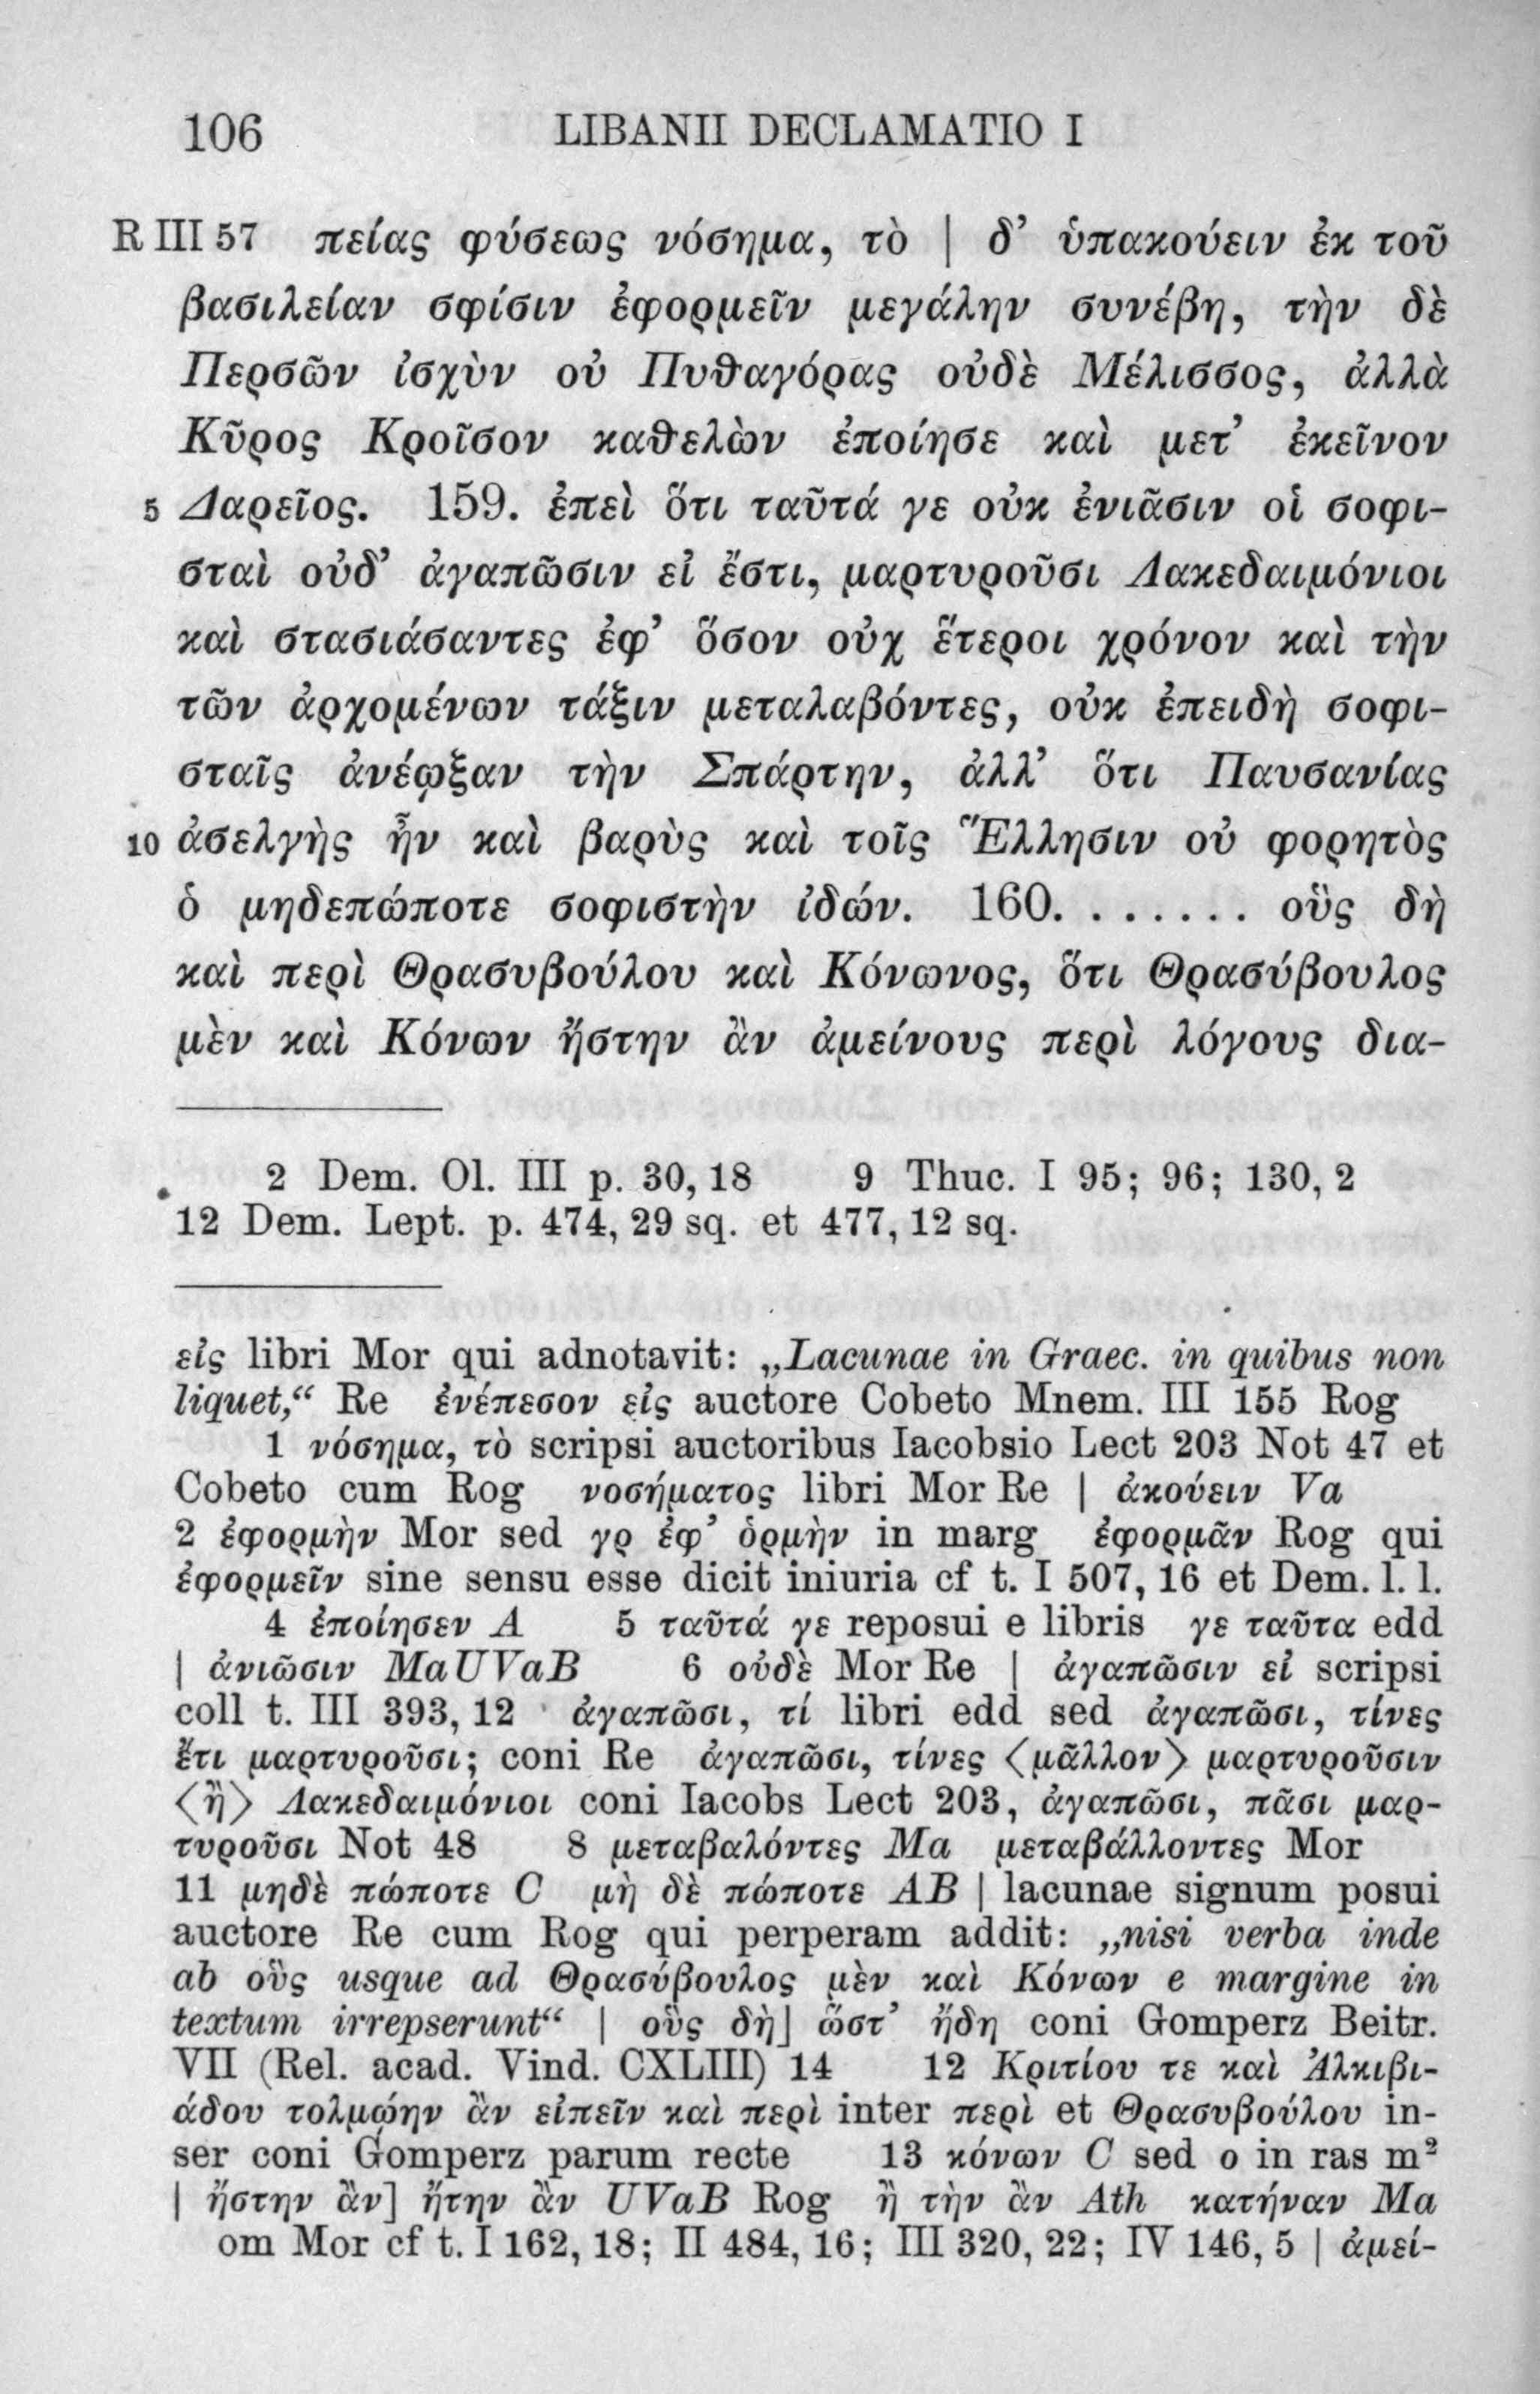 106 LIBANII DECLAMATIO I
R III 57 πείας φύσεως νόσημα, τὸ | δ’ ὑπακούειν ἐκ τοῦ
βασιλείαν σφίσιν ἐφορμεῖν μεγάλην συνέβη, τὴν δὲ
Περσῶν ἰσχὺν οὐ Πυθαγόρας οὐδὲ Μέλισσος, ἀλλὰ
Κῦρος Κροῖσον καθελὼν ἐποίησε καὶ μετ’ ἐκεῖνον
5 Δαρεῖος. 159. ἐπεὶ ὅτι ταῦτά γε οὐκ ἐνιᾶσιν οἱ σοφι-
σταὶ οὐδ’ ἀγαπῶσιν εἰ ἔστι, μαρτυροῦσι Λακεδαιμόνιοι
καὶ στασιάσαντες ἐφ’ ὅσον οὐχ ἕτεροι χρόνον καὶ τὴν
τῶν ἀρχομένων τάξιν μεταλαβόντες, οὐκ ἐπειδὴ σοφι-
σταῖς ἀνέῳξαν τὴν Σπάρτην, ἀλλ’ ὅτι Παυσανίας
10 ἀσελγὴς ἦν καὶ βαρὺς καὶ τοῖς Ἕλλησιν οὐ φορητὸς
ὁ μηδεπώποτε σοφιστὴν ἰδών. 160. . . . . . . . οὓς δὴ
καὶ περὶ Θρασυβούλου καὶ Κόνωνος, ὅτι Θρασύβουλος
μὲν καὶ Κόνων ἤστην ἂν ἀμείνους περὶ λόγους δια-
2 Dem. Ol. III p. 30, 18 9 Thuc. I 95; 96; 130, 2
12 Dem. Lept. p. 474, 29 sq. et 477, 12 sq.
εἰς libri Mor qui adnotavit: „Lacunae in Graec. in quibus non
liquet,“ Re ἐνέπεσον εἰς auctore Cobeto Mnem. III 155 Rog
1 νόσημα, τὸ scripsi auctoribus Iacobsio Lect 203 Not 47 et
Cobeto cum Rog νοσήματος libri Mor Re | ἀκούειν Va
2 ἐφορμὴν Mor sed γρ ἐφ’ ὁρμὴν in marg ἐφορμᾶν Rog qui
ἐφορμεῖν sine sensu esse dicit iniuria cf t. I 507, 16 et Dem. l. l.
4 ἐποίησεν A 5 ταῦτά γε reposui e libris γε ταῦτα edd
| ἀνιῶσιν MaUVaB 6 οὐδὲ Mor Re | ἀγαπῶσιν εἰ scripsi
coll t. III 393, 12 ἀγαπῶσι, τί libri edd sed ἀγαπῶσι, τίνες
ἔτι μαρτυροῦσι; coni Re ἀγαπῶσι, τίνες ⟨μᾶλλον⟩ μαρτυροῦσιν
⟨ἢ⟩ Λακεδαιμόνιοι coni Iacobs Lect 203, ἀγαπῶσι, πᾶσι μαρ-
τυροῦσι Not 48 8 μεταβαλόντες Ma μεταβάλλοντες Mor
11 μηδὲ πώποτε C μὴ δὲ πώποτε AB | lacunae signum posui
auctore Re cum Rog qui perperam addit: „nisi verba inde
ab οὓς usque ad Θρασύβουλος μὲν καὶ Κόνων e margine in
textum irrepserunt“ | οὓς δὴ] ὥστ’ ἤδη coni Gomperz Beitr.
VII (Rel. acad. Vind. CXLIII) 14 12 Κριτίου τε καὶ Ἀλκιβι-
άδου τολμῴην ἂν εἰπεῖν καὶ περὶ inter περὶ et Θρασυβούλου in-
ser coni Gomperz parum recte 13 κόνων C sed ο in ras m²
| ἤστην ἂν] ἤτην ἂν UVaB Rog ἢ τὴν ἂν Ath κατήναν Ma
om Mor cf t. I 162, 18; II 484, 16; III 320, 22; IV 146, 5 | ἀμεί-